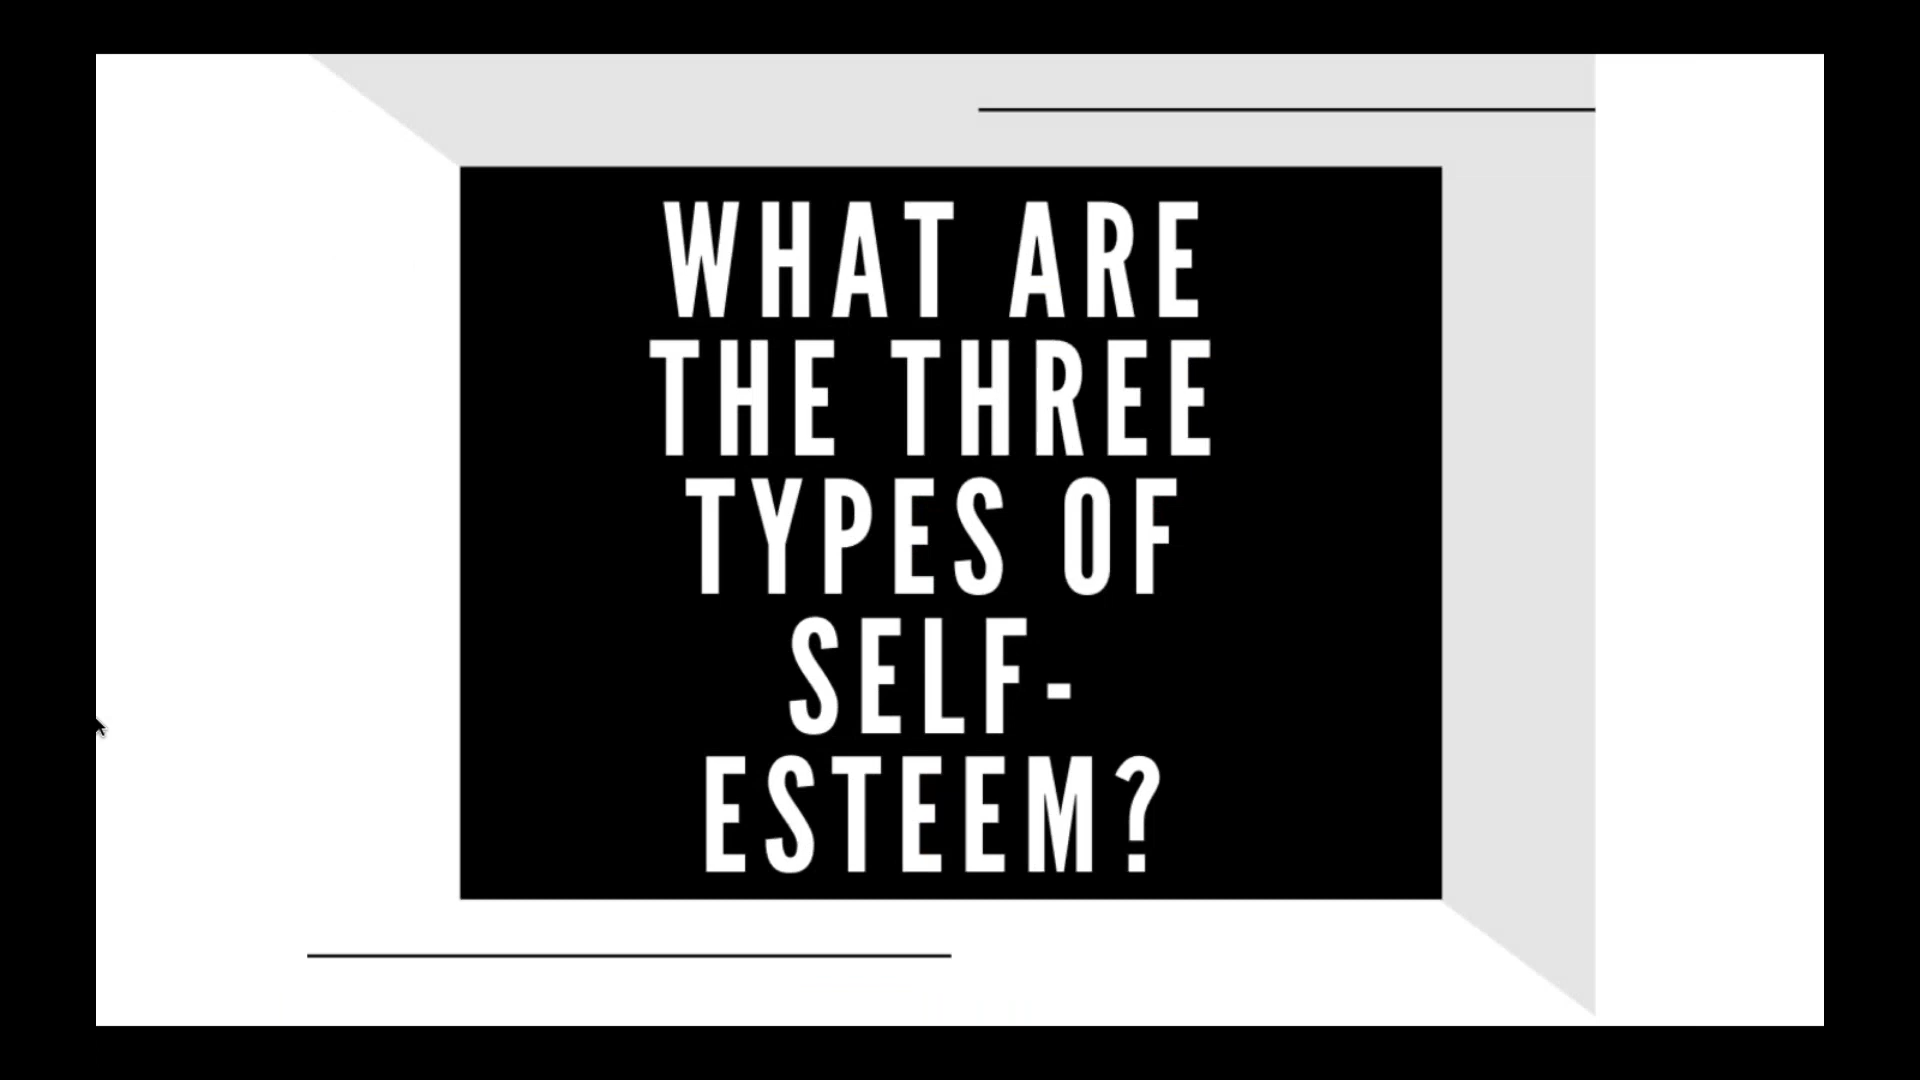 WHAT ARE
THE THREE
TYPES OF
SELF-
ESTEEM?